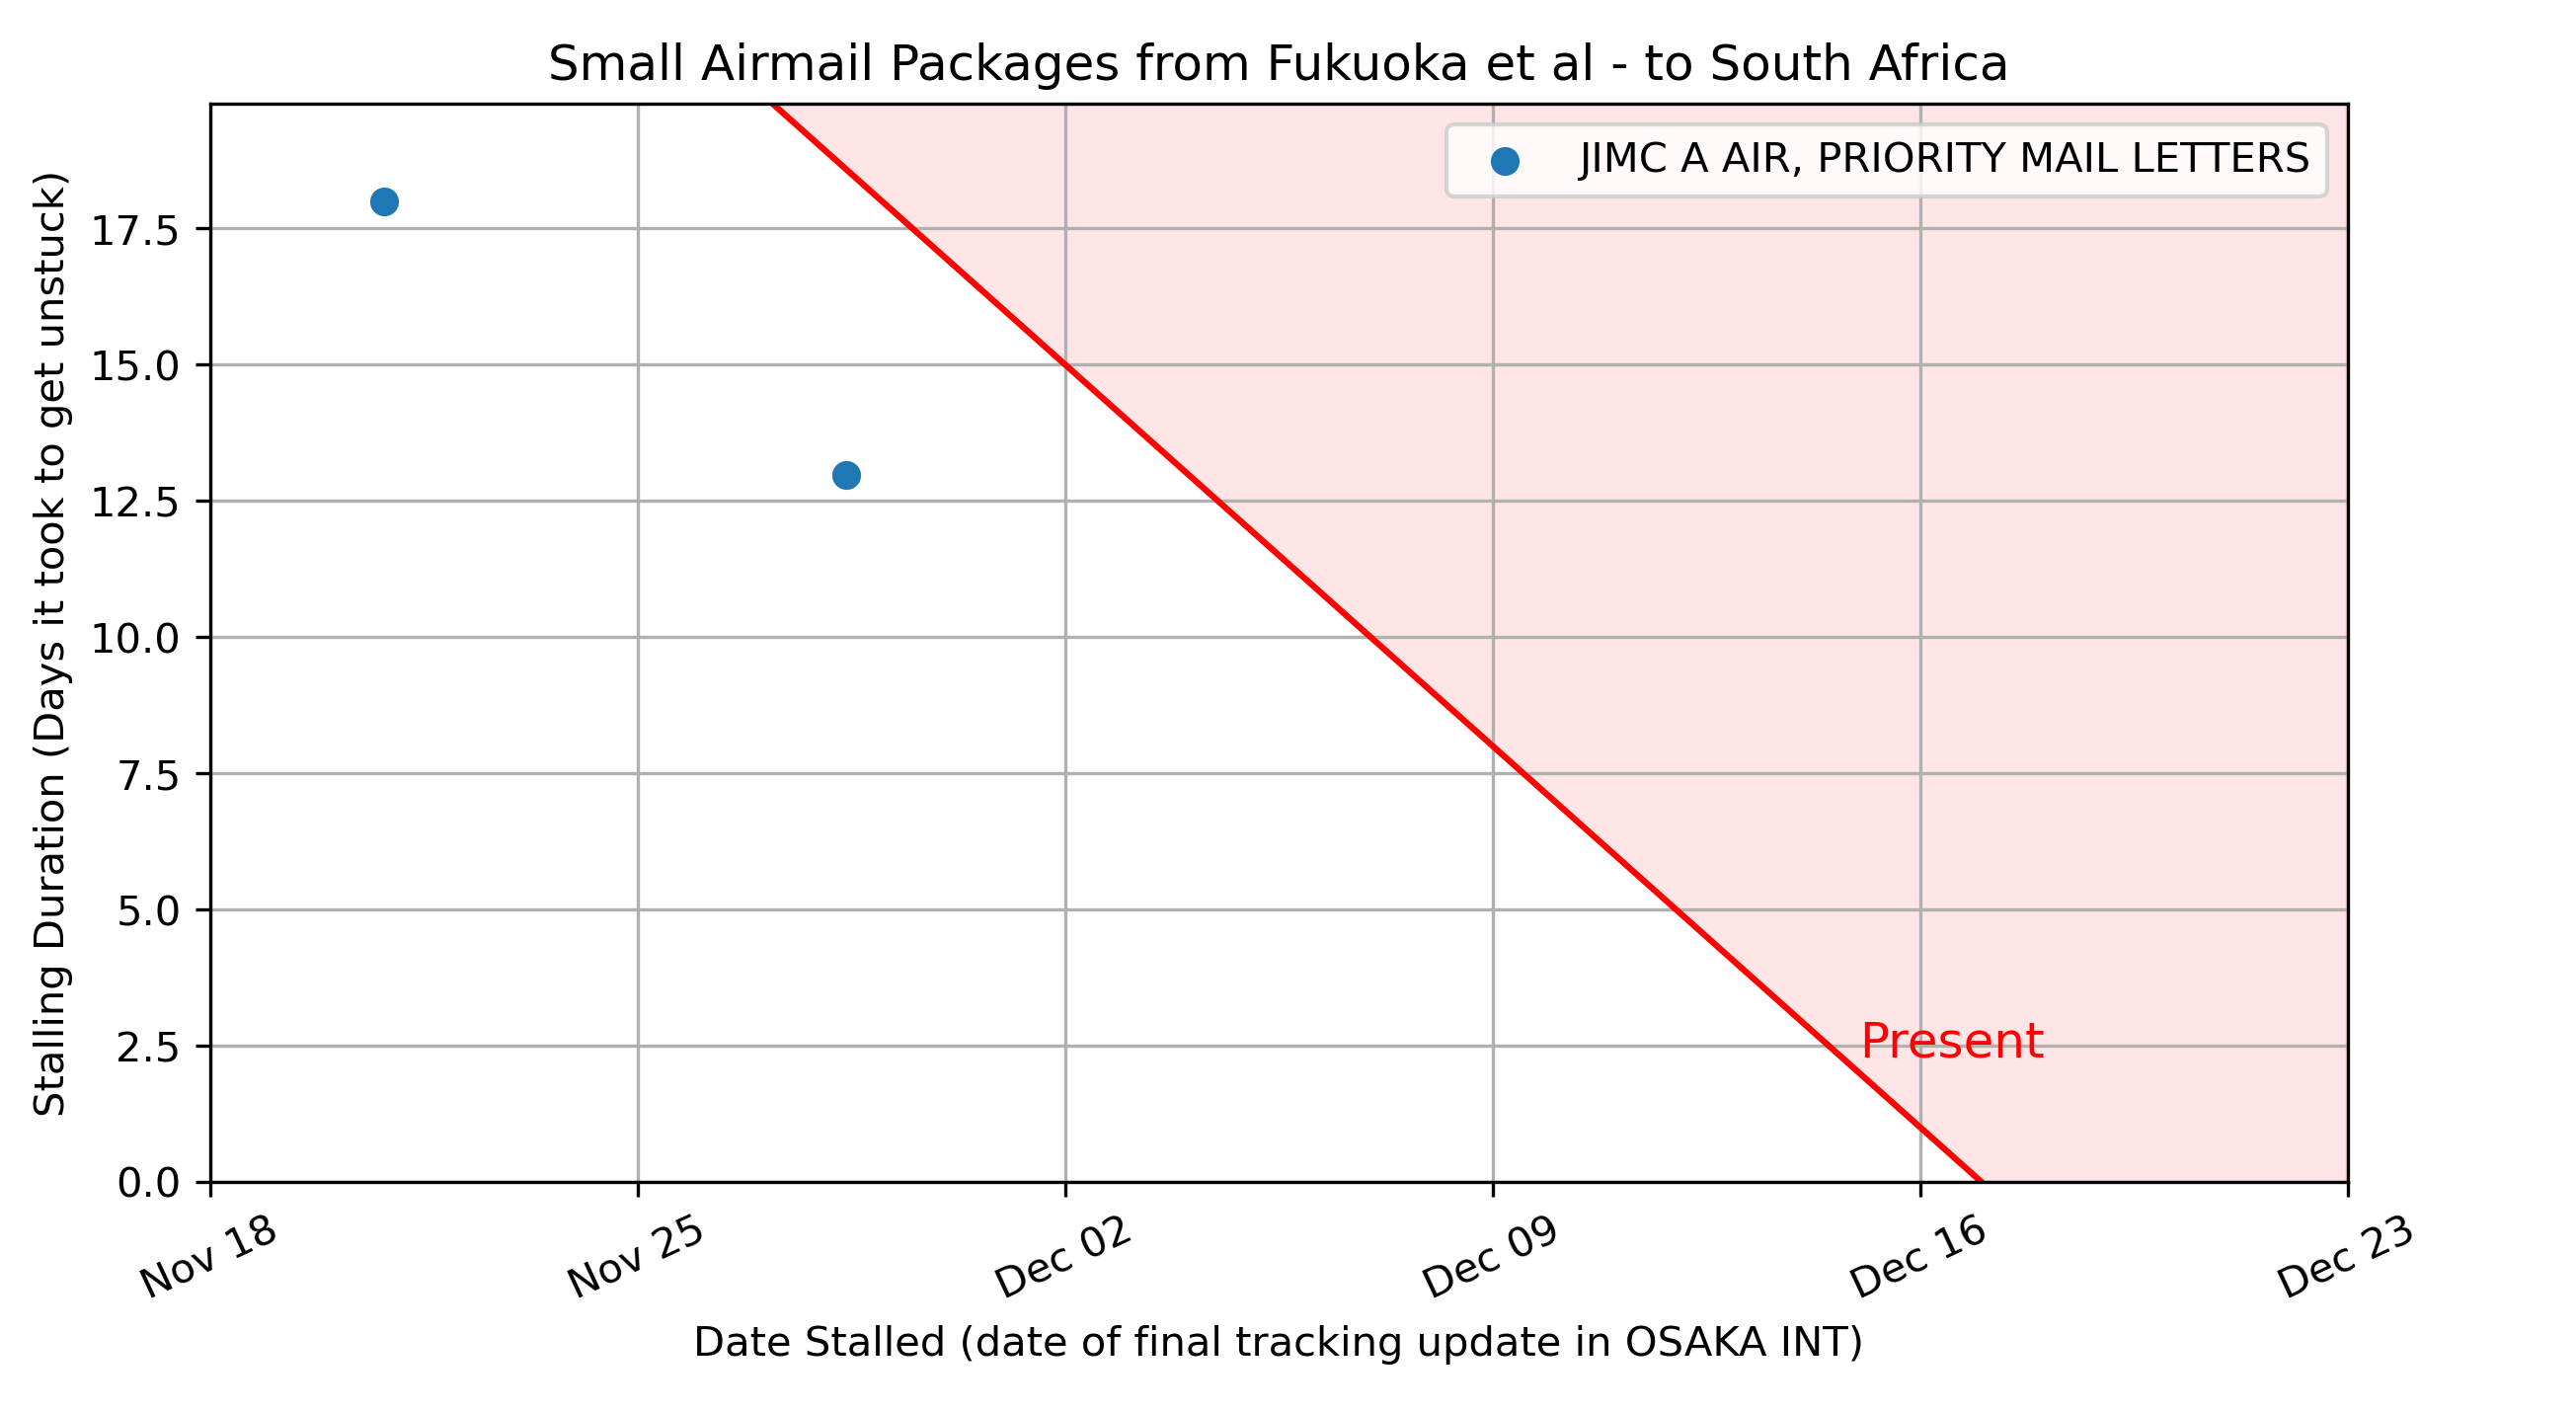 Small Airmail Packages from Fukuoka et al - to South Africa
JIMC A AIR, PRIORITY MAIL LETTERS
Stalling Duration (Days it took to get unstuck)
17.5
15.0
12.5
10.0
7.5
5.0
2.5
0.0
Present
Nov 18
Nov 25
Dec 02
Dec 09
Dec 16
Dec 23
Date Stalled (date of final tracking update in OSAKA INT)